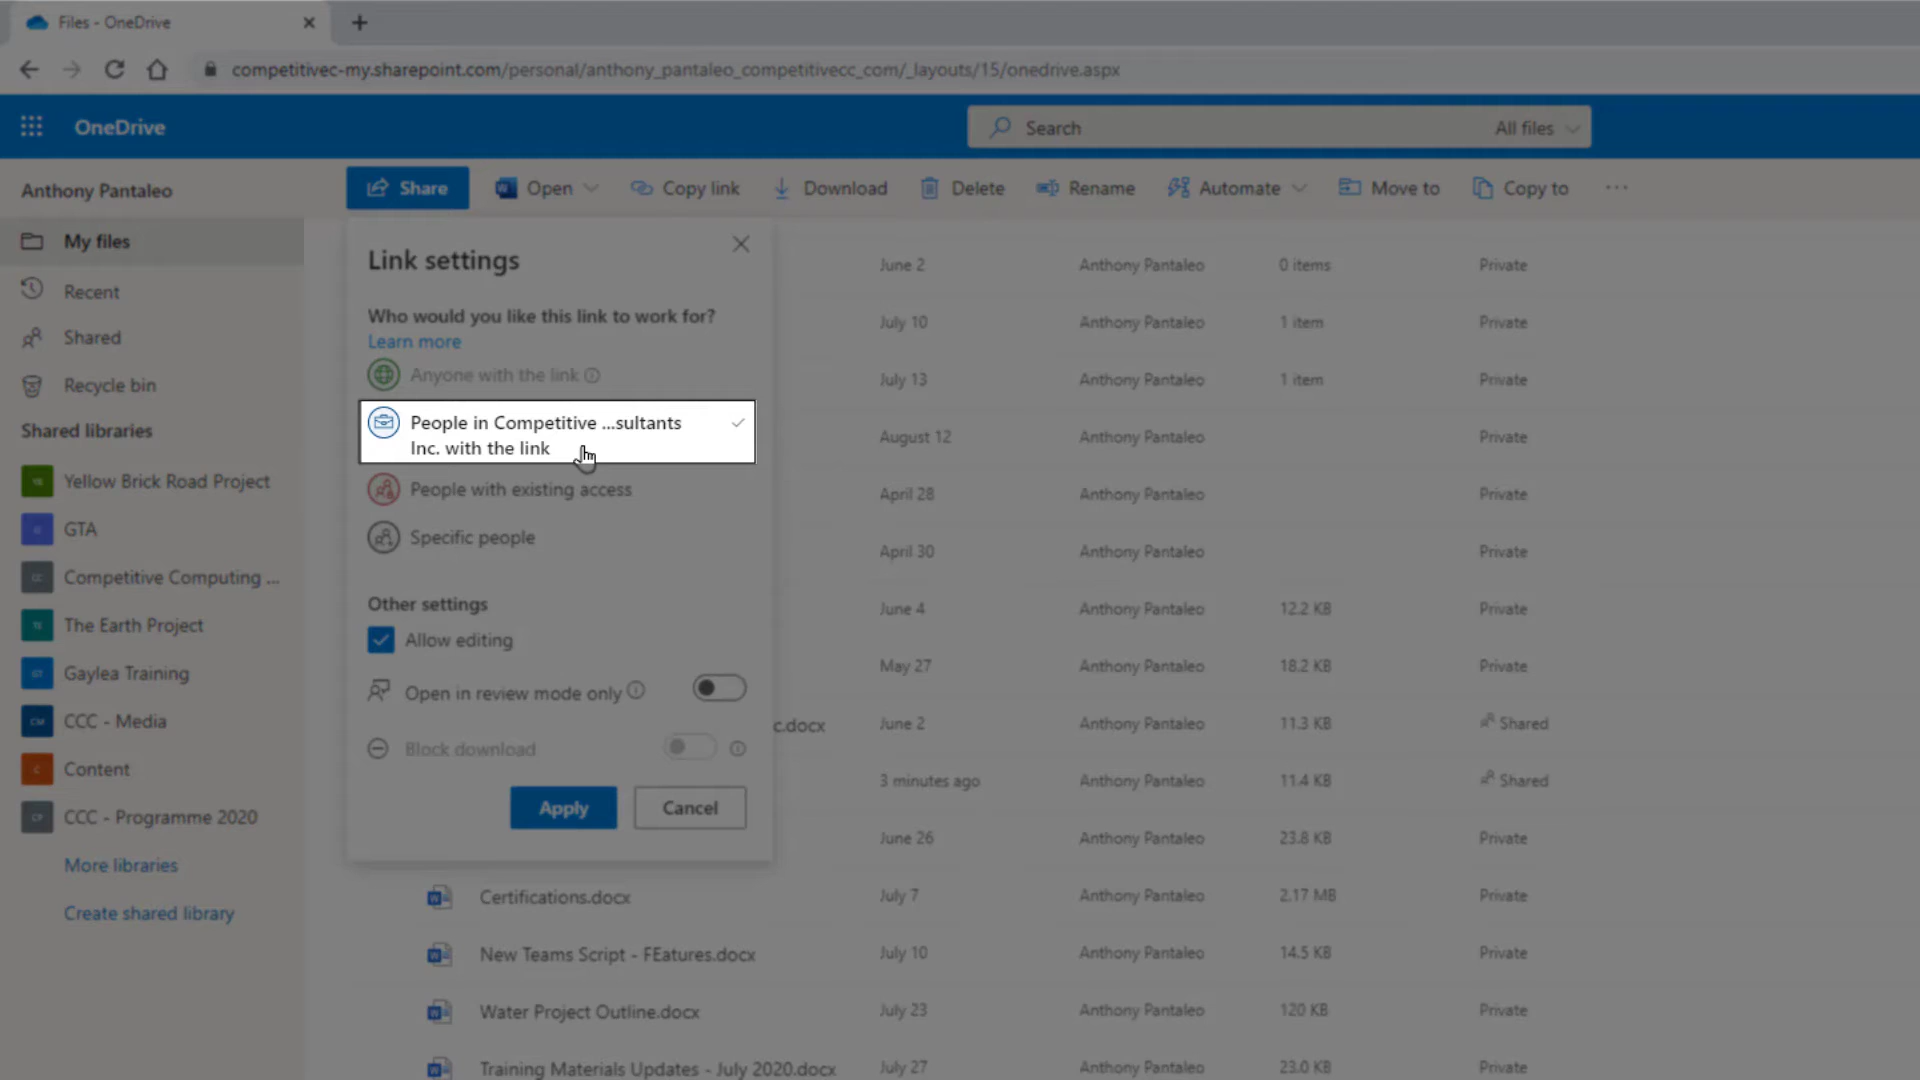 Files - OneDrive
competitivec-my.sharepoint.com/personal/anthony_pantaleo_competitivecc_com/_layouts/15/onedrive.aspx
OneDrive
Search
All files
Anthony Pantaleo
Share
Open
Copy link
Download
Delete
Rename
Automate
Move to
Copy to
My files
Recent
Shared
Recycle bin
Shared libraries
Yellow Brick Road Project
GTA
CC Competitive Computing ...
The Earth Project
Gaylea Training
CM CCC - Media
C Content
CP CCC - Programme 2020
More libraries
Create shared library
Link settings
Who would you like this link to work for?
Learn more
Anyone with the link
People in Competitive ...sultants
Inc. with the link
People with existing access
Specific people
Other settings
Allow editing
Open in review mode only
Block download
Apply
Cancel
June 2 Anthony Pantaleo 0 items Private
July 10 Anthony Pantaleo 1 item Private
July 13 Anthony Pantaleo 1 item Private
August 12 Anthony Pantaleo Private
April 28 Anthony Pantaleo Private
April 30 Anthony Pantaleo Private
June 4 Anthony Pantaleo 12.2 KB Private
May 27 Anthony Pantaleo 18.2 KB Private
c.docx June 2 Anthony Pantaleo 11.3 KB Shared
3 minutes ago Anthony Pantaleo 11.4 KB Shared
June 26 Anthony Pantaleo 23.8 KB Private
Certifications.docx July 7 Anthony Pantaleo 2.17 MB Private
New Teams Script - FEatures.docx July 10 Anthony Pantaleo 14.5 KB Private
Water Project Outline.docx July 23 Anthony Pantaleo 120 KB Private
Training Materials Updates - July 2020.docx July 27 Anthony Pantaleo 23.0 KB Private